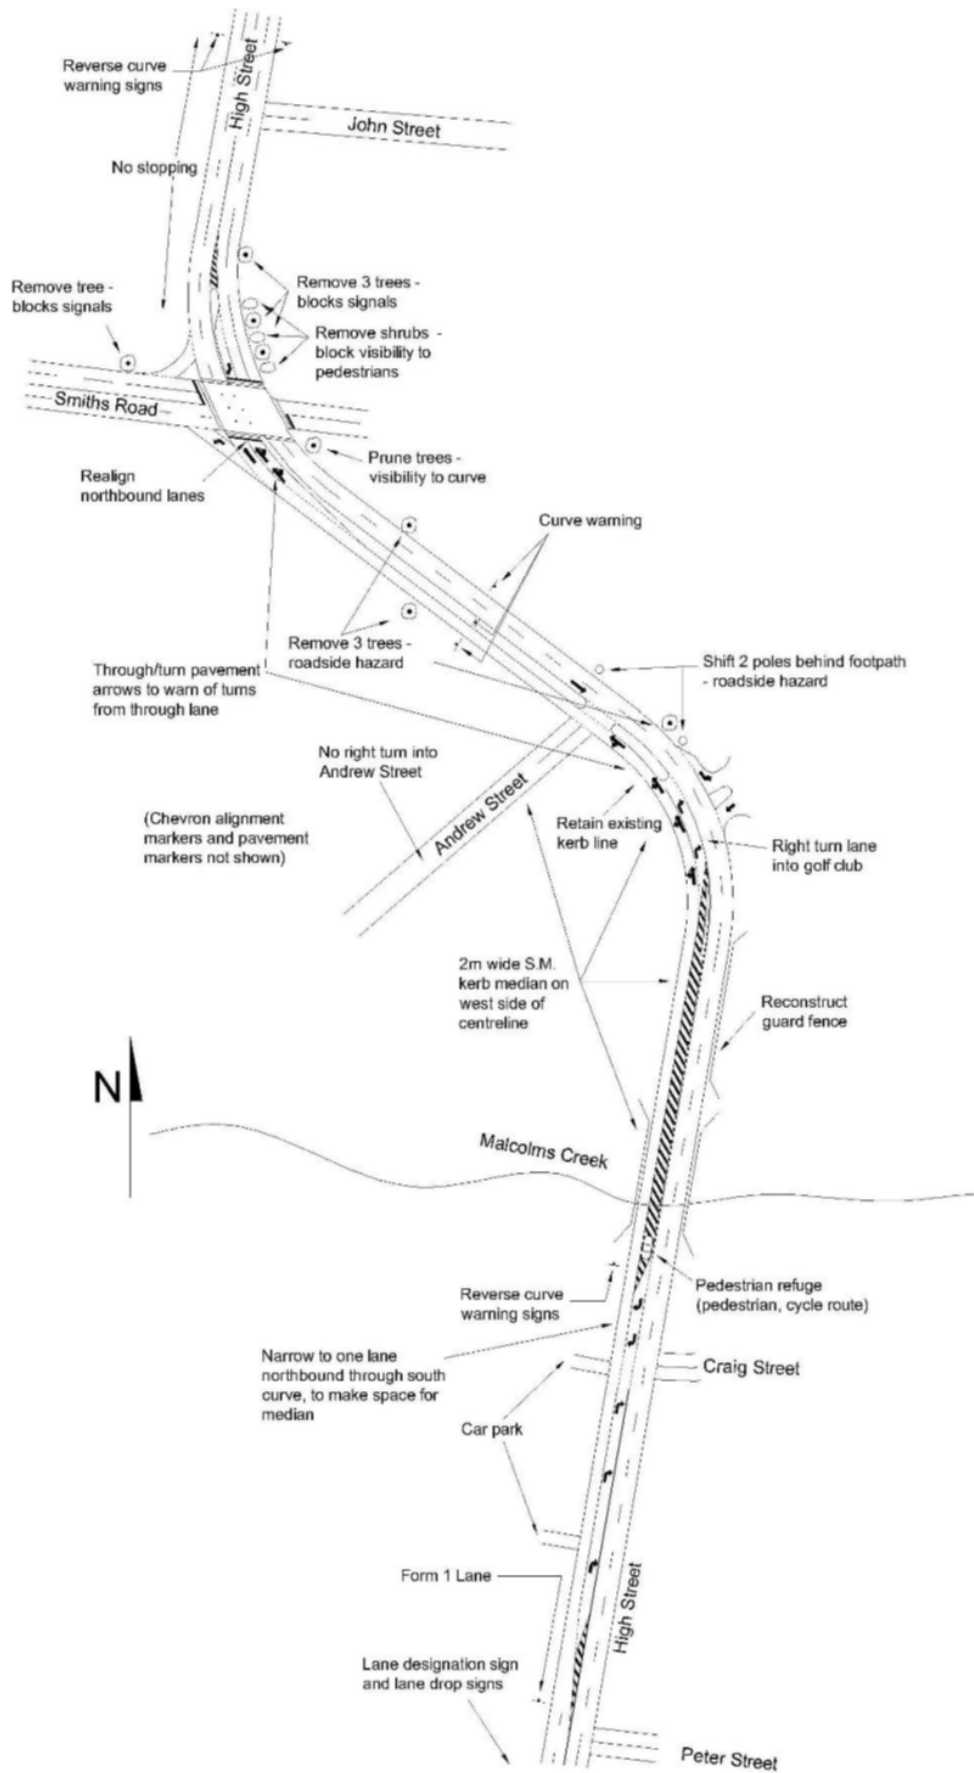 Reverse curve
warning signs
High Street
John Street
No stopping
Remove tree -
blocks signals
Remove 3 trees -
blocks signals
Remove shrubs -
block visibility to
pedestrians
Smiths Road
Prune trees -
visibility to curve
Realign
northbound lanes
Curve warning
Remove 3 trees -
roadside hazard
Through/turn pavement
arrows to warn of turns
from through lane
Shift 2 poles behind footpath
- roadside hazard
No right turn into
Andrew Street
Andrew Street
(Chevron alignment
markers and pavement
markers not shown)
Retain existing
kerb line
Right turn lane
into golf club
2m wide S.M.
kerb median on
west side of
centreline
Reconstruct
guard fence
N
Malcolms Creek
Reverse curve
warning signs
Pedestrian refuge
(pedestrian, cycle route)
Narrow to one lane
northbound through south
curve, to make space for
median
Craig Street
Car park
Form 1 Lane
High Street
Lane designation sign
and lane drop signs
Peter Street